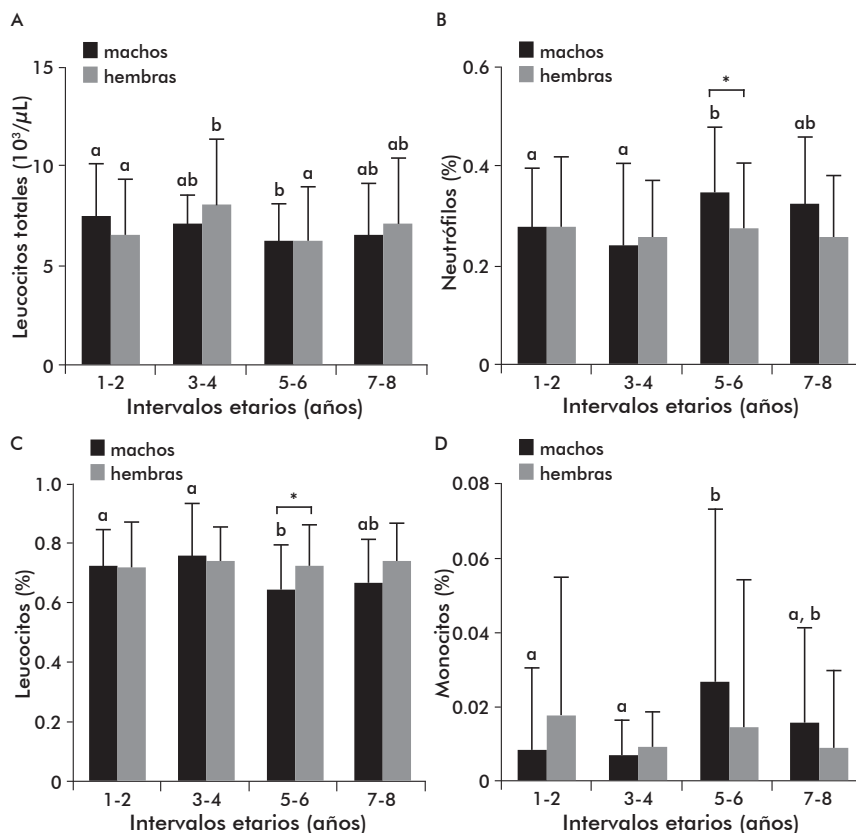 A
machos
hembras
Leucocitos totales (10³/µL)
15
10
5
0
a
a
ab
b
b
a
ab
ab
1-2
3-4
5-6
7-8
Intervalos etarios (años)
B
machos
hembras
Neutrófilos (%)
0.6
0.4
0.2
0
a
a
*
b
ab
1-2
3-4
5-6
7-8
Intervalos etarios (años)
C
machos
hembras
Leucocitos (%)
1.0
0.8
0.6
0.4
0.2
0
a
a
*
b
ab
1-2
3-4
5-6
7-8
Intervalos etarios (años)
D
machos
hembras
Monocitos (%)
0.08
0.06
0.04
0.02
0
a
a
b
a, b
1-2
3-4
5-6
7-8
Intervalos etarios (años)